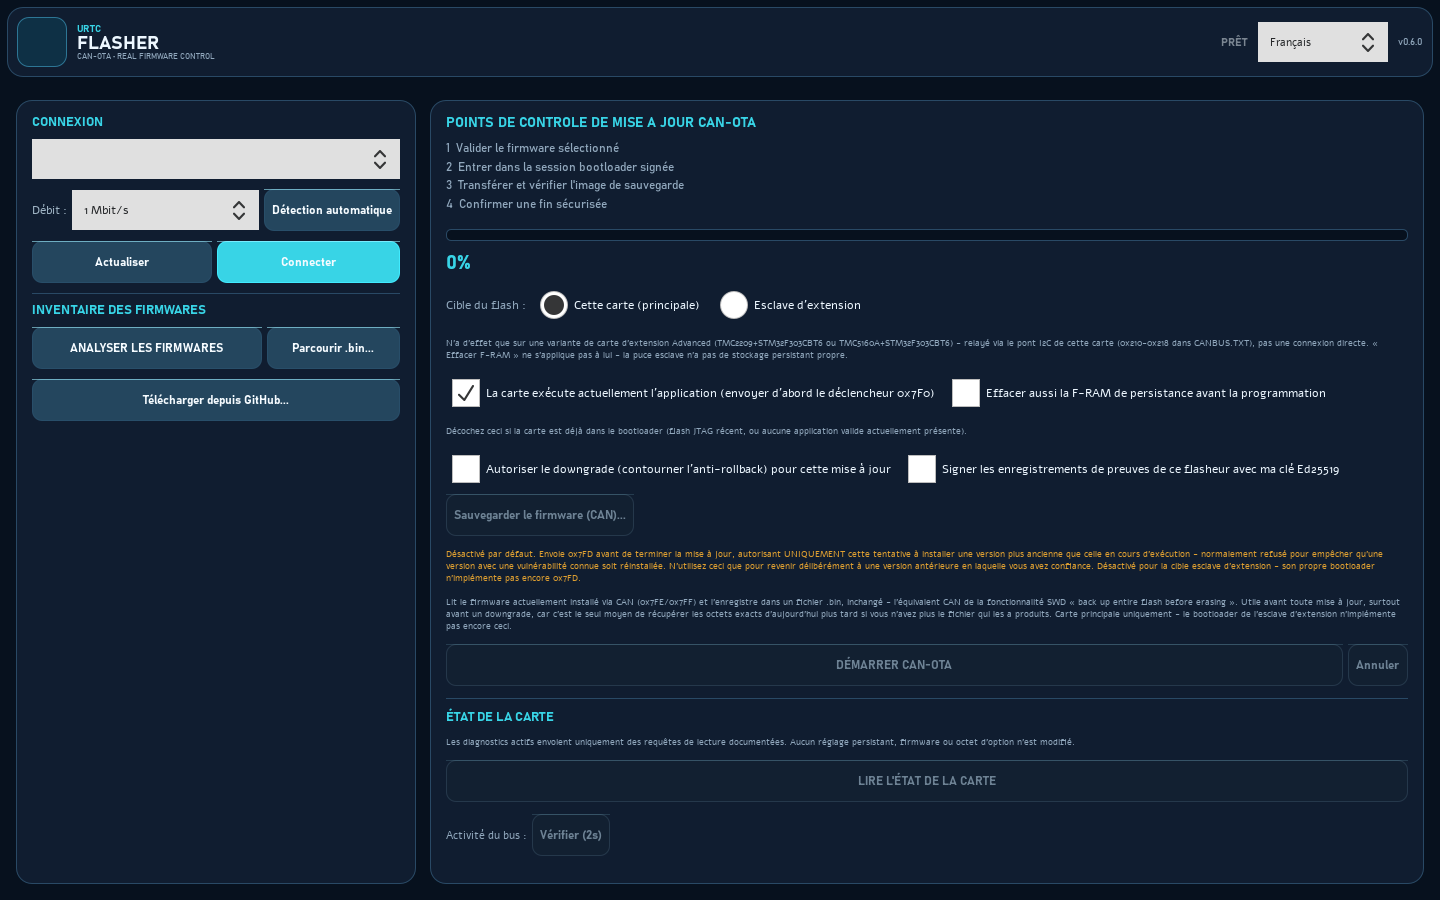 URTC
FLASHER
CAN-OTA · REAL FIRMWARE CONTROL
PRÊT
Français
v0.6.0
CONNEXION
Débit :
1 Mbit/s
Détection automatique
Actualiser
Connecter
INVENTAIRE DES FIRMWARES
ANALYSER LES FIRMWARES
Parcourir .bin...
Télécharger depuis GitHub...
POINTS DE CONTROLE DE MISE A JOUR CAN-OTA
1 Valider le firmware sélectionné
2 Entrer dans la session bootloader signée
3 Transférer et vérifier l'image de sauvegarde
4 Confirmer une fin sécurisée
0%
Cible du flash :
Cette carte (principale)
Esclave d'extension
N'a d'effet que sur une variante de carte d'extension Advanced (TMC2209+STM32F303CBT6 ou TMC5160A+STM32F303CBT6) – relayé via le pont I2C de cette carte (0x210-0x218 dans CANBUS.TXT), pas une connexion directe. «
Effacer F-RAM » ne s'applique pas à lui – la puce esclave n'a pas de stockage persistant propre.
La carte exécute actuellement l'application (envoyer d'abord le déclencheur 0x7F0)
Effacer aussi la F-RAM de persistance avant la programmation
Décochez ceci si la carte est déjà dans le bootloader (flash JTAG récent, ou aucune application valide actuellement présente).
Autoriser le downgrade (contourner l'anti-rollback) pour cette mise à jour
Signer les enregistrements de preuves de ce flasheur avec ma clé Ed25519
Sauvegarder le firmware (CAN)...
Désactivé par défaut. Envoie 0x7FD avant de terminer la mise à jour, autorisant UNIQUEMENT cette tentative à installer une version plus ancienne que celle en cours d'exécution – normalement refusé pour empêcher qu'une
version avec une vulnérabilité connue soit réinstallée. N'utilisez ceci que pour revenir délibérément à une version antérieure en laquelle vous avez confiance. Désactivé pour la cible esclave d'extension – son propre bootloader
n'implémente pas encore 0x7FD.
Lit le firmware actuellement installé via CAN (0x7FE/0x7FF) et l'enregistre dans un fichier .bin, inchangé – l'équivalent CAN de la fonctionnalité SWD « back up entire flash before erasing ». Utile avant toute mise à jour, surtout
avant un downgrade, car c'est le seul moyen de récupérer les octets exacts d'aujourd'hui plus tard si vous n'avez plus le fichier qui les a produits. Carte principale uniquement – le bootloader de l'esclave d'extension n'implémente
pas encore ceci.
DÉMARRER CAN-OTA
Annuler
ÉTAT DE LA CARTE
Les diagnostics actifs envoient uniquement des requêtes de lecture documentées. Aucun réglage persistant, firmware ou octet d'option n'est modifié.
LIRE L'ÉTAT DE LA CARTE
Activité du bus :
Vérifier (2s)